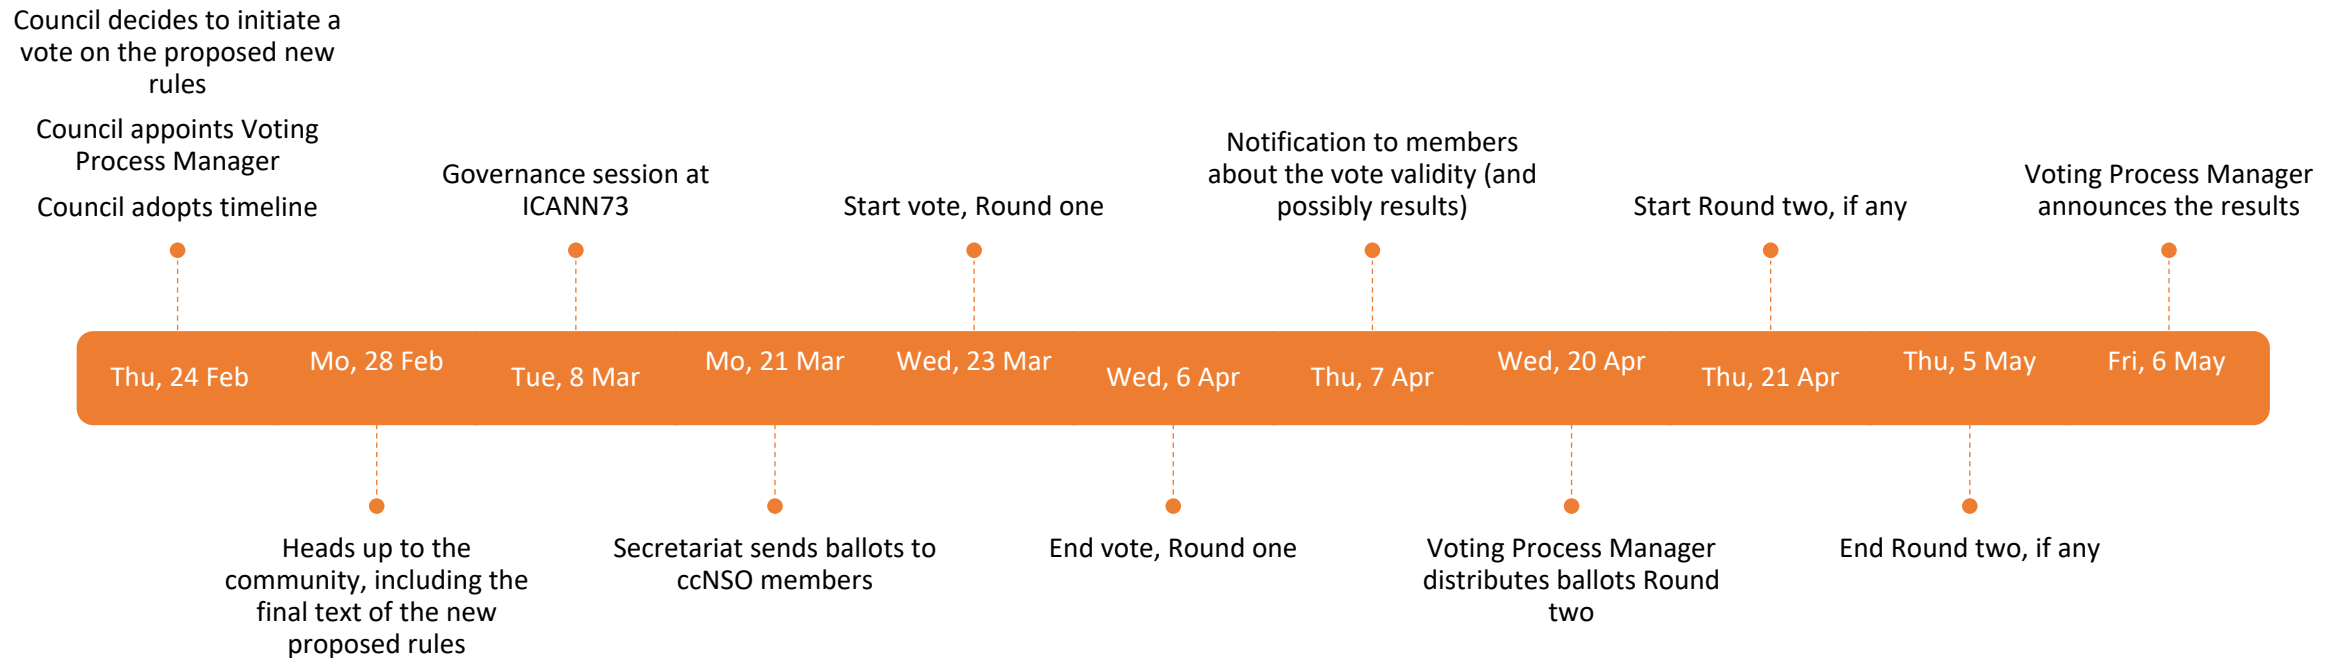 Council decides to initiate a
vote on the proposed new
rules
Council appoints Voting
Process Manager
Council adopts timeline
Governance session at
ICANN73
Start vote, Round one
Notification to members
about the vote validity (and
possibly results)
Start Round two, if any
Voting Process Manager
announces the results
Thu, 24 Feb
Mo, 28 Feb
Tue, 8 Mar
Mo, 21 Mar
Wed, 23 Mar
Wed, 6 Apr
Thu, 7 Apr
Wed, 20 Apr
Thu, 21 Apr
Thu, 5 May
Fri, 6 May
Heads up to the
community, including the
final text of the new
proposed rules
Secretariat sends ballots to
ccNSO members
End vote, Round one
Voting Process Manager
distributes ballots Round
two
End Round two, if any